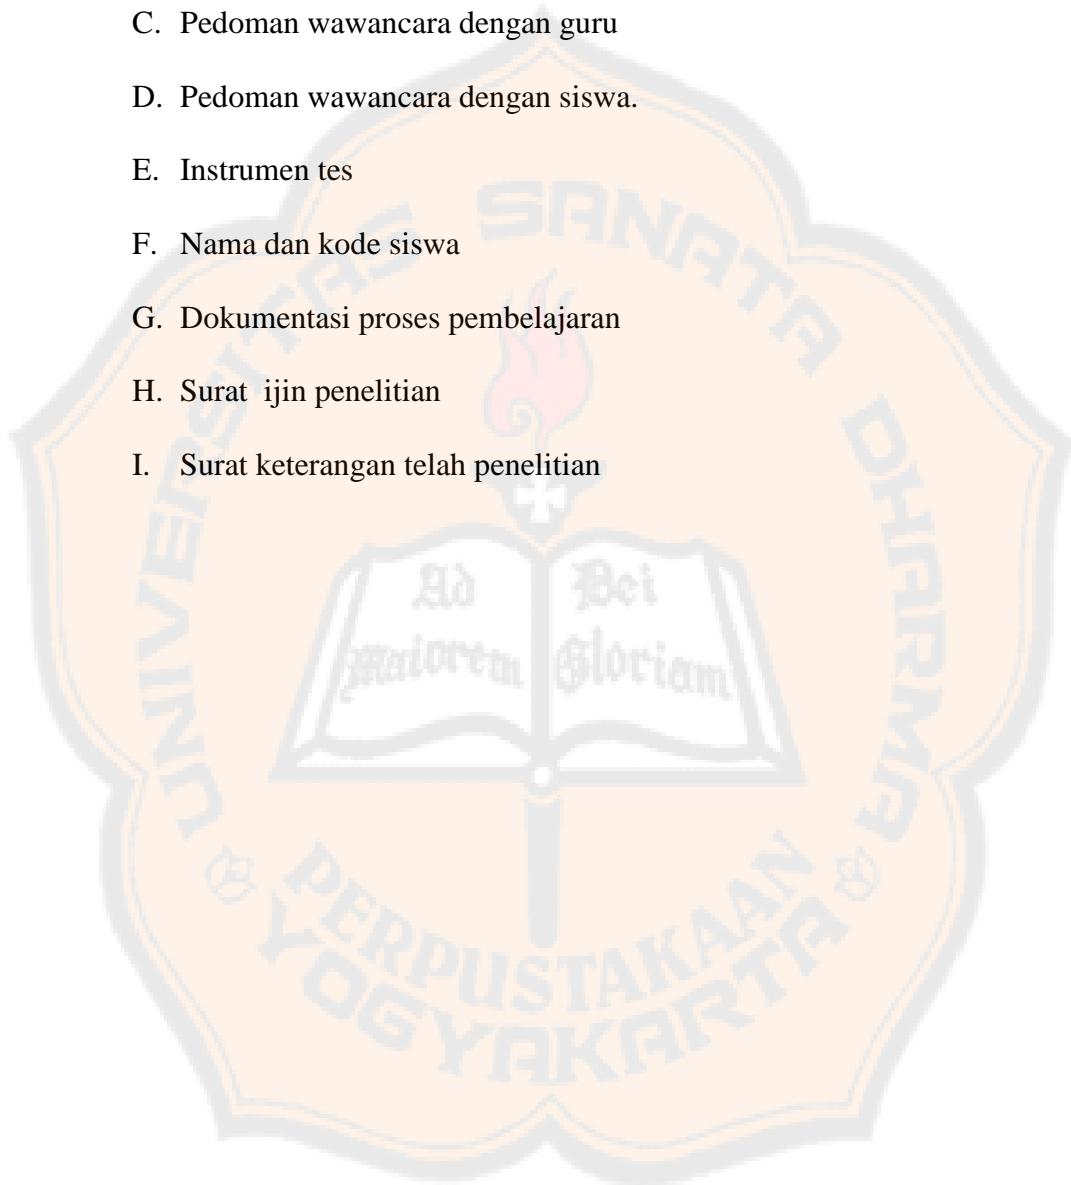 C. Pedoman wawancara dengan guru
D. Pedoman wawancara dengan siswa.
E. Instrumen tes
F. Nama dan kode siswa
G. Dokumentasi proses pembelajaran
H. Surat  ijin penelitian
I. Surat keterangan telah penelitian
UNIVERSITAS SANATA DHARMA
Ad Dei
Maiorem Gloriam
PERPUSTAKAAN
YOGYAKARTA